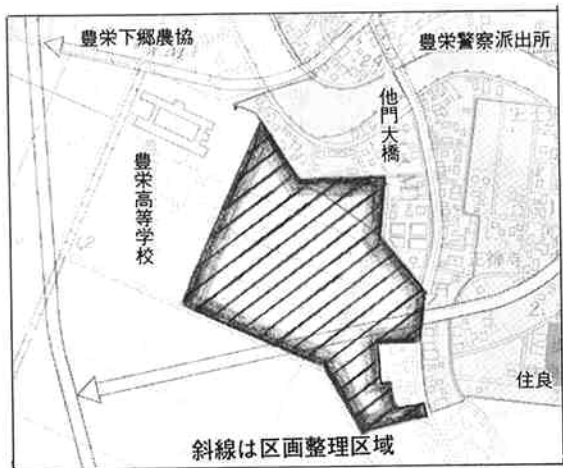 豊栄下郷農協
豊栄警察派出所
他門大橋
豊栄高等学校
住良
斜線は区画整理区域